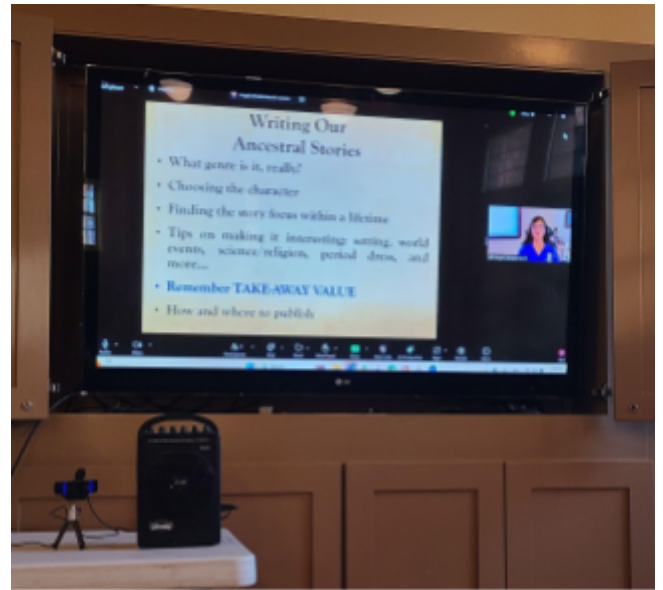 Writing Our
Ancestral Stories
• What genre is it, really?
• Choosing the character
• Finding the story focus within a lifetime
• Tips on making it interesting: setting, world
events, science/religion, period dress, and
more...
• Remember TAKE-AWAY VALUE
• How and where to publish
LG